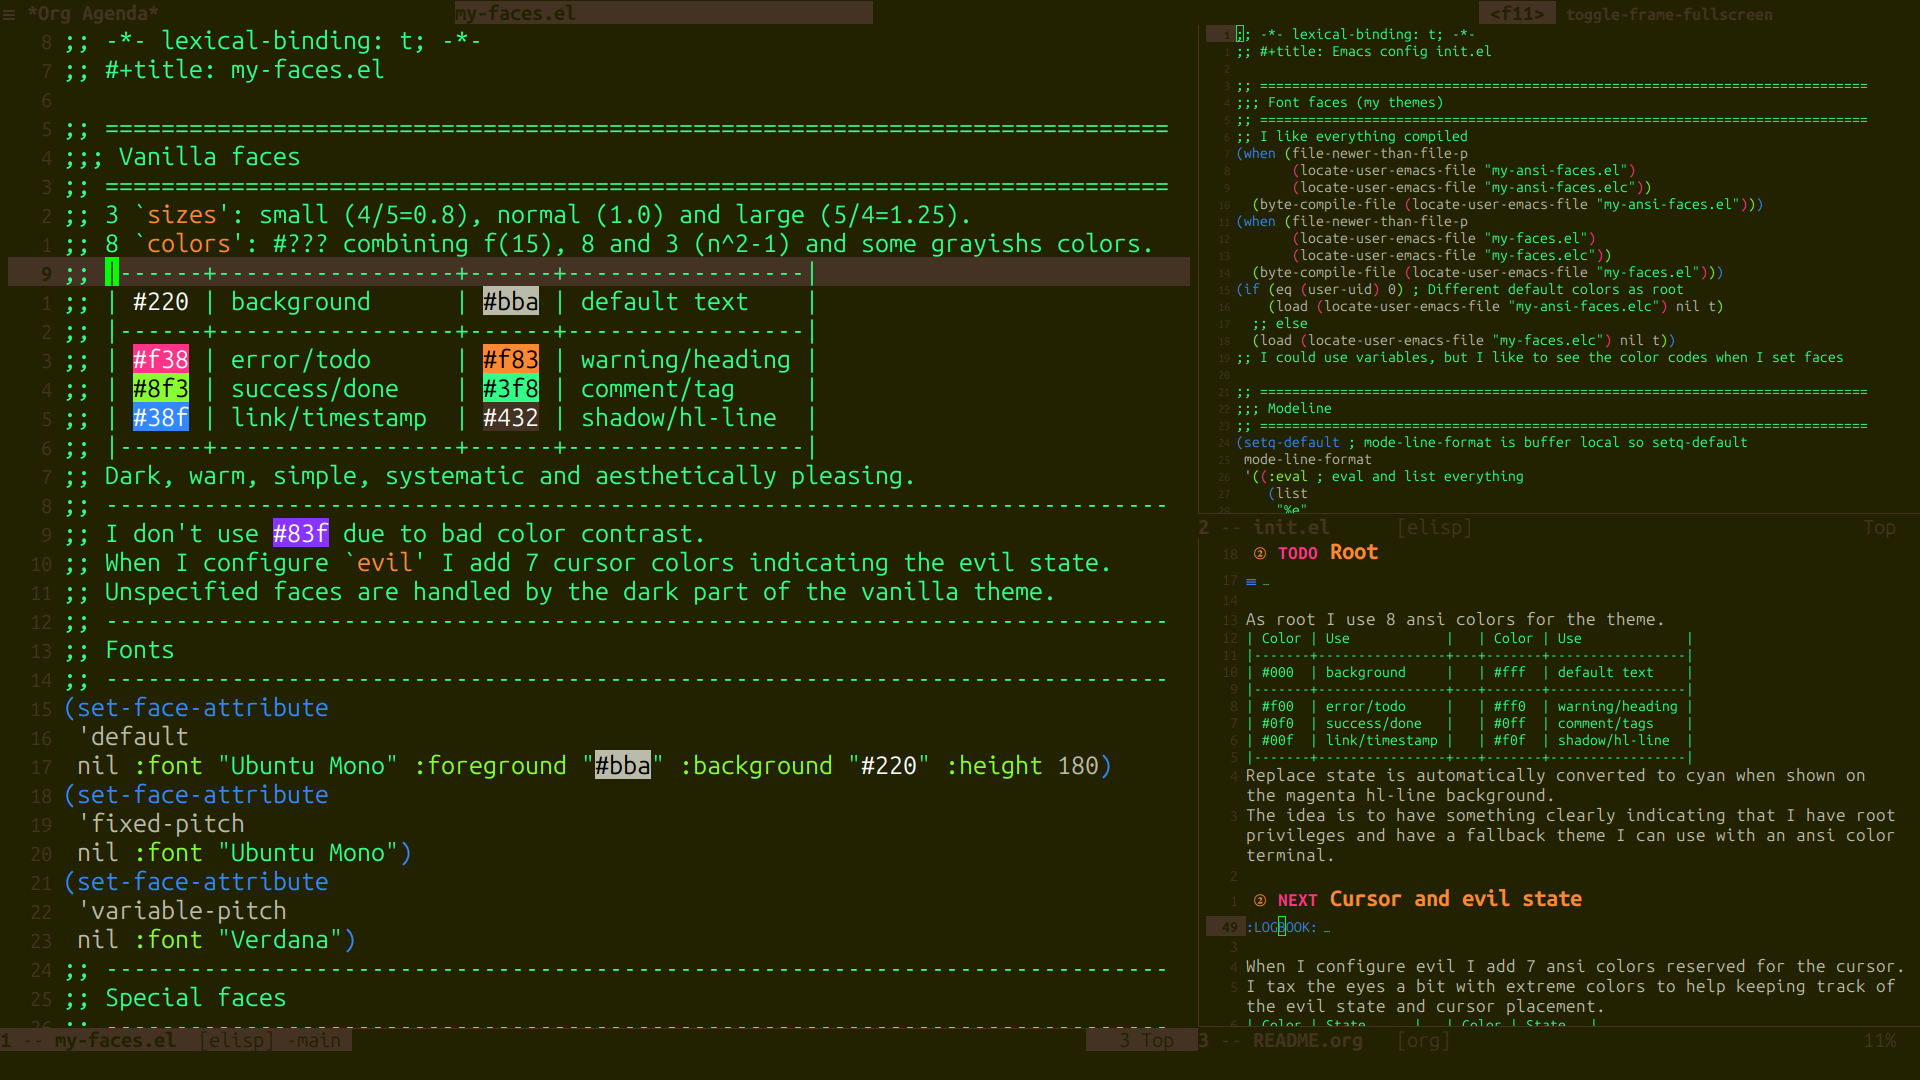 ≡ *Org Agenda*
my-faces.el
<f11> toggle-frame-fullscreen
8 ;; -*- lexical-binding: t; -*-
7 ;; #+title: my-faces.el
6
5 ;; ============================================================================
4 ;;; Vanilla faces
3 ;; ============================================================================
2 ;; 3 `sizes': small (4/5=0.8), normal (1.0) and large (5/4=1.25).
1 ;; 8 `colors': #??? combining f(15), 8 and 3 (n^2-1) and some grayishs colors.
9 ;; |------+-----------------+------+-----------------|
1 ;; | #220 | background | #bba | default text |
2 ;; |------+-----------------+------+-----------------|
3 ;; | #f38 | error/todo | #f83 | warning/heading |
4 ;; | #8f3 | success/done | #3f8 | comment/tag |
5 ;; | #38f | link/timestamp | #432 | shadow/hl-line |
6 ;; |------+-----------------+------+-----------------|
7 ;; Dark, warm, simple, systematic and aesthetically pleasing.
8 ;; ----------------------------------------------------------------------------
9 ;; I don't use #83f due to bad color contrast.
10 ;; When I configure `evil' I add 7 cursor colors indicating the evil state.
11 ;; Unspecified faces are handled by the dark part of the vanilla theme.
12 ;; ----------------------------------------------------------------------------
13 ;; Fonts
14 ;; ----------------------------------------------------------------------------
15 (set-face-attribute
16 'default
17 nil :font "Ubuntu Mono" :foreground "#bba" :background "#220" :height 180)
18 (set-face-attribute
19 'fixed-pitch
20 nil :font "Ubuntu Mono")
21 (set-face-attribute
22 'variable-pitch
23 nil :font "Verdana")
24 ;; ----------------------------------------------------------------------------
25 ;; Special faces
26 ;; ----------------------------------------------------------------------------
1 -- my-faces.el [elisp] -main 3 Top
1 ;; -*- lexical-binding: t; -*-
1 ;; #+title: Emacs config init.el
2
3 ;; ============================================================================
4 ;;; Font faces (my themes)
5 ;; ============================================================================
6 ;; I like everything compiled
7 (when (file-newer-than-file-p
8 (locate-user-emacs-file "my-ansi-faces.el")
9 (locate-user-emacs-file "my-ansi-faces.elc"))
10 (byte-compile-file (locate-user-emacs-file "my-ansi-faces.el")))
11 (when (file-newer-than-file-p
12 (locate-user-emacs-file "my-faces.el")
13 (locate-user-emacs-file "my-faces.elc"))
14 (byte-compile-file (locate-user-emacs-file "my-faces.el")))
15 (if (eq (user-uid) 0) ; Different default colors as root
16 (load (locate-user-emacs-file "my-ansi-faces.elc") nil t)
17 ;; else
18 (load (locate-user-emacs-file "my-faces.elc") nil t))
19 ;; I could use variables, but I like to see the color codes when I set faces
20
21 ;; ============================================================================
22 ;;; Modeline
23 ;; ============================================================================
24 (setq-default ; mode-line-format is buffer local so setq-default
25 mode-line-format
26 '((:eval ; eval and list everything
27 (list
28 "%e"
2 -- init.el [elisp] Top
18 ② TODO Root
17 ≡ …
14
13 As root I use 8 ansi colors for the theme.
12 | Color | Use | | Color | Use |
11 |-------+----------------+---+-------+-----------------|
10 | #000 | background | | #fff | default text |
9 |-------+----------------+---+-------+-----------------|
8 | #f00 | error/todo | | #ff0 | warning/heading |
7 | #0f0 | success/done | | #0ff | comment/tags |
6 | #00f | link/timestamp | | #f0f | shadow/hl-line |
5 |-------+----------------+---+-------+-----------------|
4 Replace state is automatically converted to cyan when shown on
the magenta hl-line background.
3 The idea is to have something clearly indicating that I have root
privileges and have a fallback theme I can use with an ansi color
terminal.
2
1 ② NEXT Cursor and evil state
49 :LOGBOOK: …
3
4 When I configure evil I add 7 ansi colors reserved for the cursor.
5 I tax the eyes a bit with extreme colors to help keeping track of
the evil state and cursor placement.
6 | Color | State | | Color | State |
3 -- README.org [org] 11%